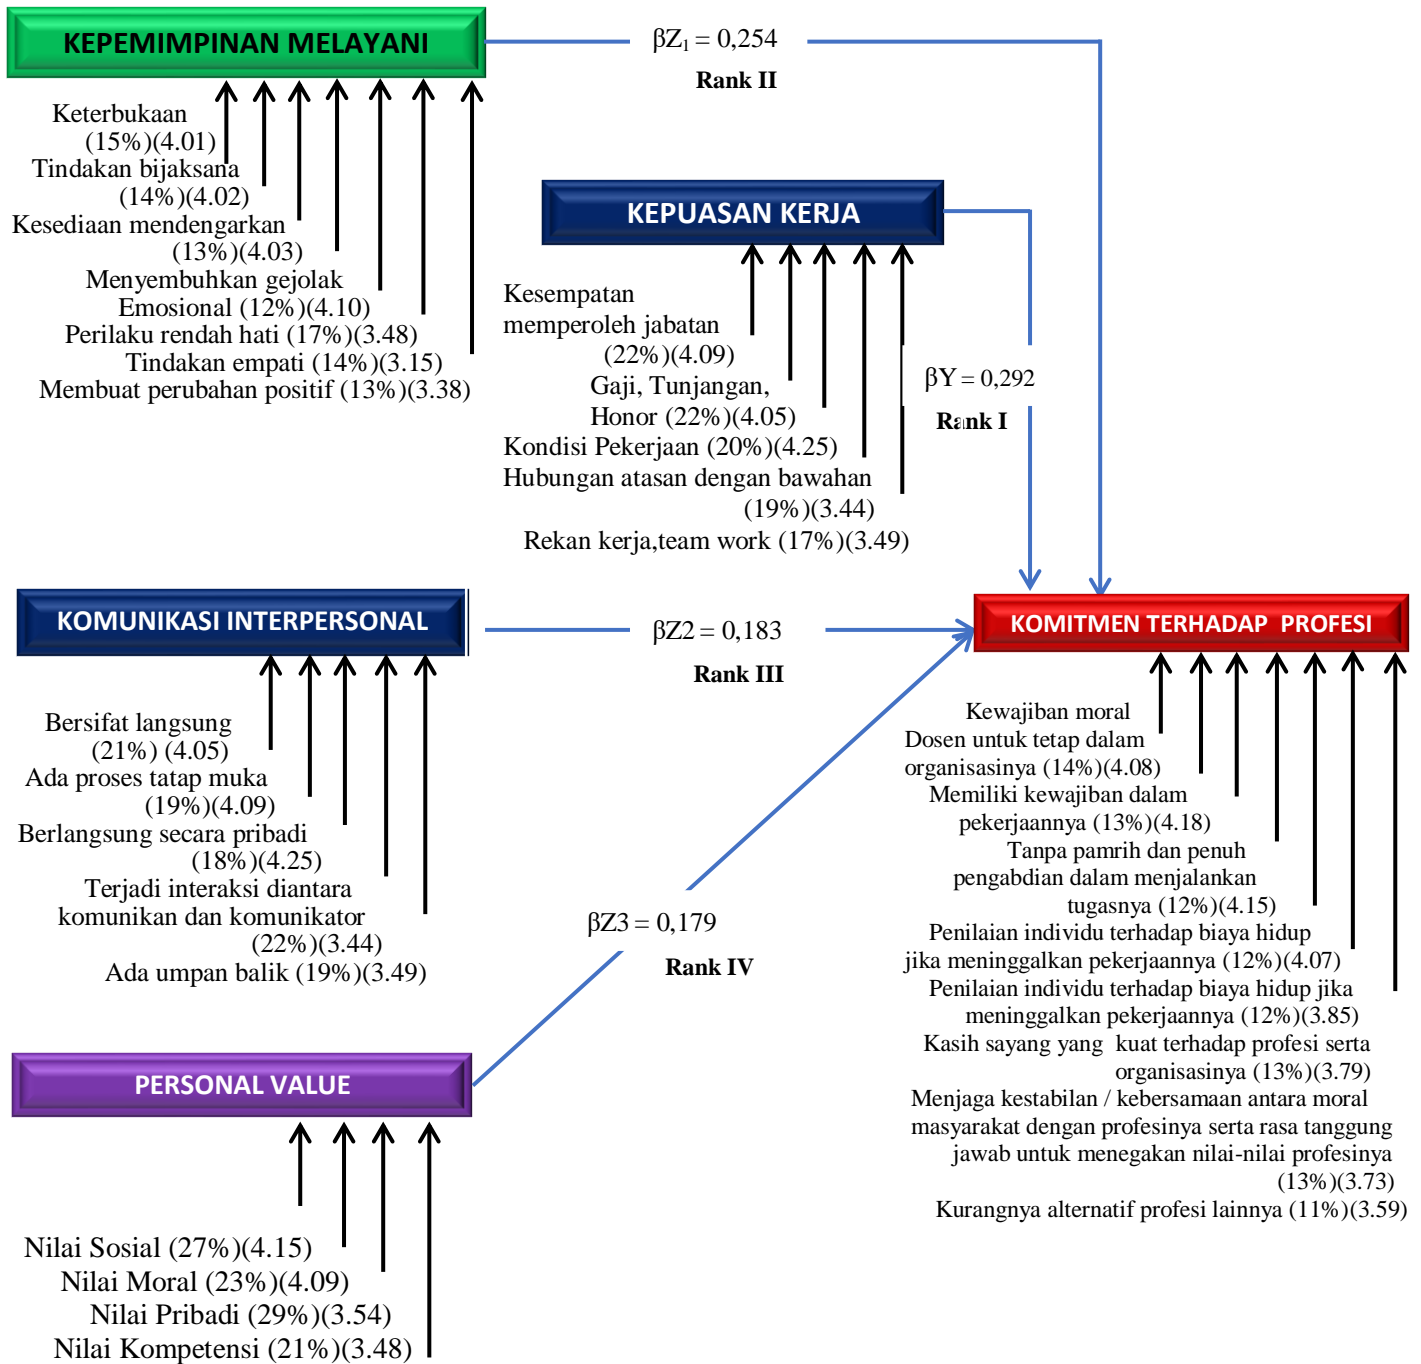 KEPEMIMPINAN MELAYANI
βZ₁ = 0,254
Rank II
Keterbukaan
(15%)(4.01)
Tindakan bijaksana
(14%)(4.02)
Kesediaan mendengarkan
(13%)(4.03)
Menyembuhkan gejolak
Emosional (12%)(4.10)
Perilaku rendah hati (17%)(3.48)
Tindakan empati (14%)(3.15)
Membuat perubahan positif (13%)(3.38)
KEPUASAN KERJA
Kesempatan
memperoleh jabatan
(22%)(4.09)
Gaji, Tunjangan,
Honor (22%)(4.05)
Kondisi Pekerjaan (20%)(4.25)
Hubungan atasan dengan bawahan
(19%)(3.44)
Rekan kerja,team work (17%)(3.49)
βY = 0,292
Rank I
KOMUNIKASI INTERPERSONAL
βZ2 = 0,183
Rank III
Bersifat langsung
(21%) (4.05)
Ada proses tatap muka
(19%)(4.09)
Berlangsung secara pribadi
(18%)(4.25)
Terjadi interaksi diantara
komunikan dan komunikator
(22%)(3.44)
Ada umpan balik (19%)(3.49)
βZ3 = 0,179
Rank IV
PERSONAL VALUE
Nilai Sosial (27%)(4.15)
Nilai Moral (23%)(4.09)
Nilai Pribadi (29%)(3.54)
Nilai Kompetensi (21%)(3.48)
KOMITMEN TERHADAP PROFESI
Kewajiban moral
Dosen untuk tetap dalam
organisasinya (14%)(4.08)
Memiliki kewajiban dalam
pekerjaannya (13%)(4.18)
Tanpa pamrih dan penuh
pengabdian dalam menjalankan
tugasnya (12%)(4.15)
Penilaian individu terhadap biaya hidup
jika meninggalkan pekerjaannya (12%)(4.07)
Penilaian individu terhadap biaya hidup jika
meninggalkan pekerjaannya (12%)(3.85)
Kasih sayang yang kuat terhadap profesi serta
organisasinya (13%)(3.79)
Menjaga kestabilan / kebersamaan antara moral
masyarakat dengan profesinya serta rasa tanggung
jawab untuk menegakan nilai-nilai profesinya
(13%)(3.73)
Kurangnya alternatif profesi lainnya (11%)(3.59)